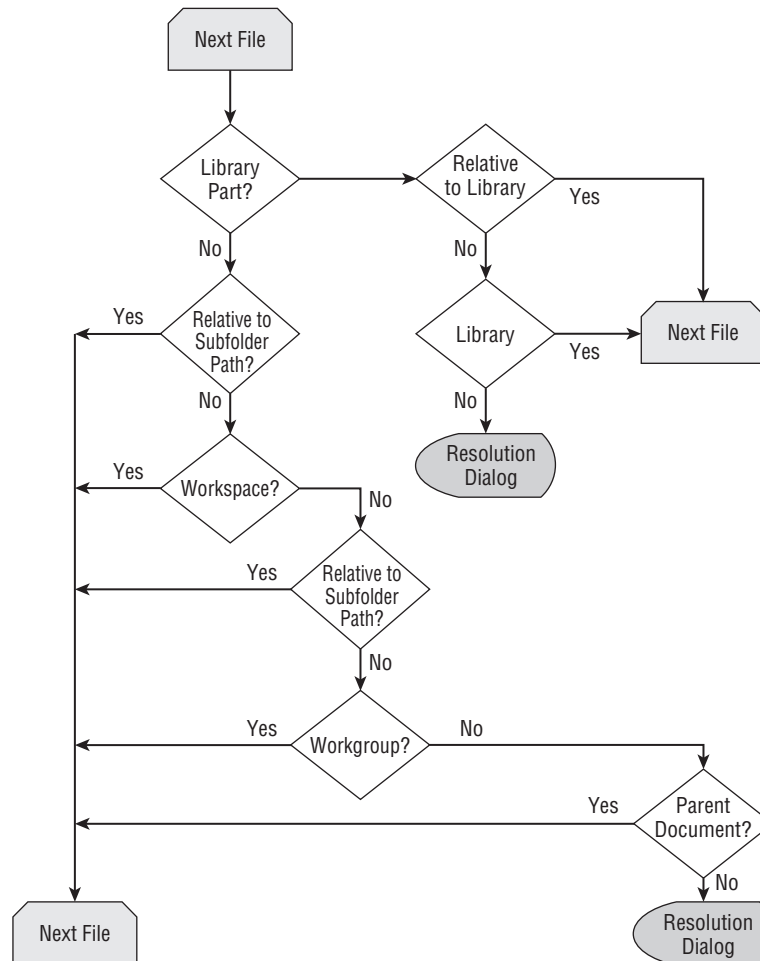 Next File
Library
Part?
Relative
to Library
Yes
No
No
Yes
Relative to
Subfolder
Path?
Library
Yes
Next File
No
No
Resolution
Dialog
Yes
Workspace?
No
Yes
Relative to
Subfolder
Path?
No
Yes
Workgroup?
No
Yes
Parent
Document?
No
Next File
Resolution
Dialog